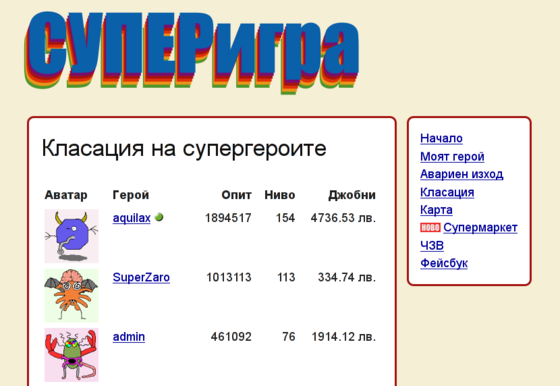 СУПЕРигра
Класация на супергероите
Аватар Герой Опит Ниво Джобни
aquilax 1894517 154 4736.53 лв.
SuperZaro 1013113 113 334.74 лв.
admin 461092 76 1914.12 лв.
Начало
Моят герой
Авариен изход
Класация
Карта
НОВО Супермаркет
ЧЗВ
Фейсбук